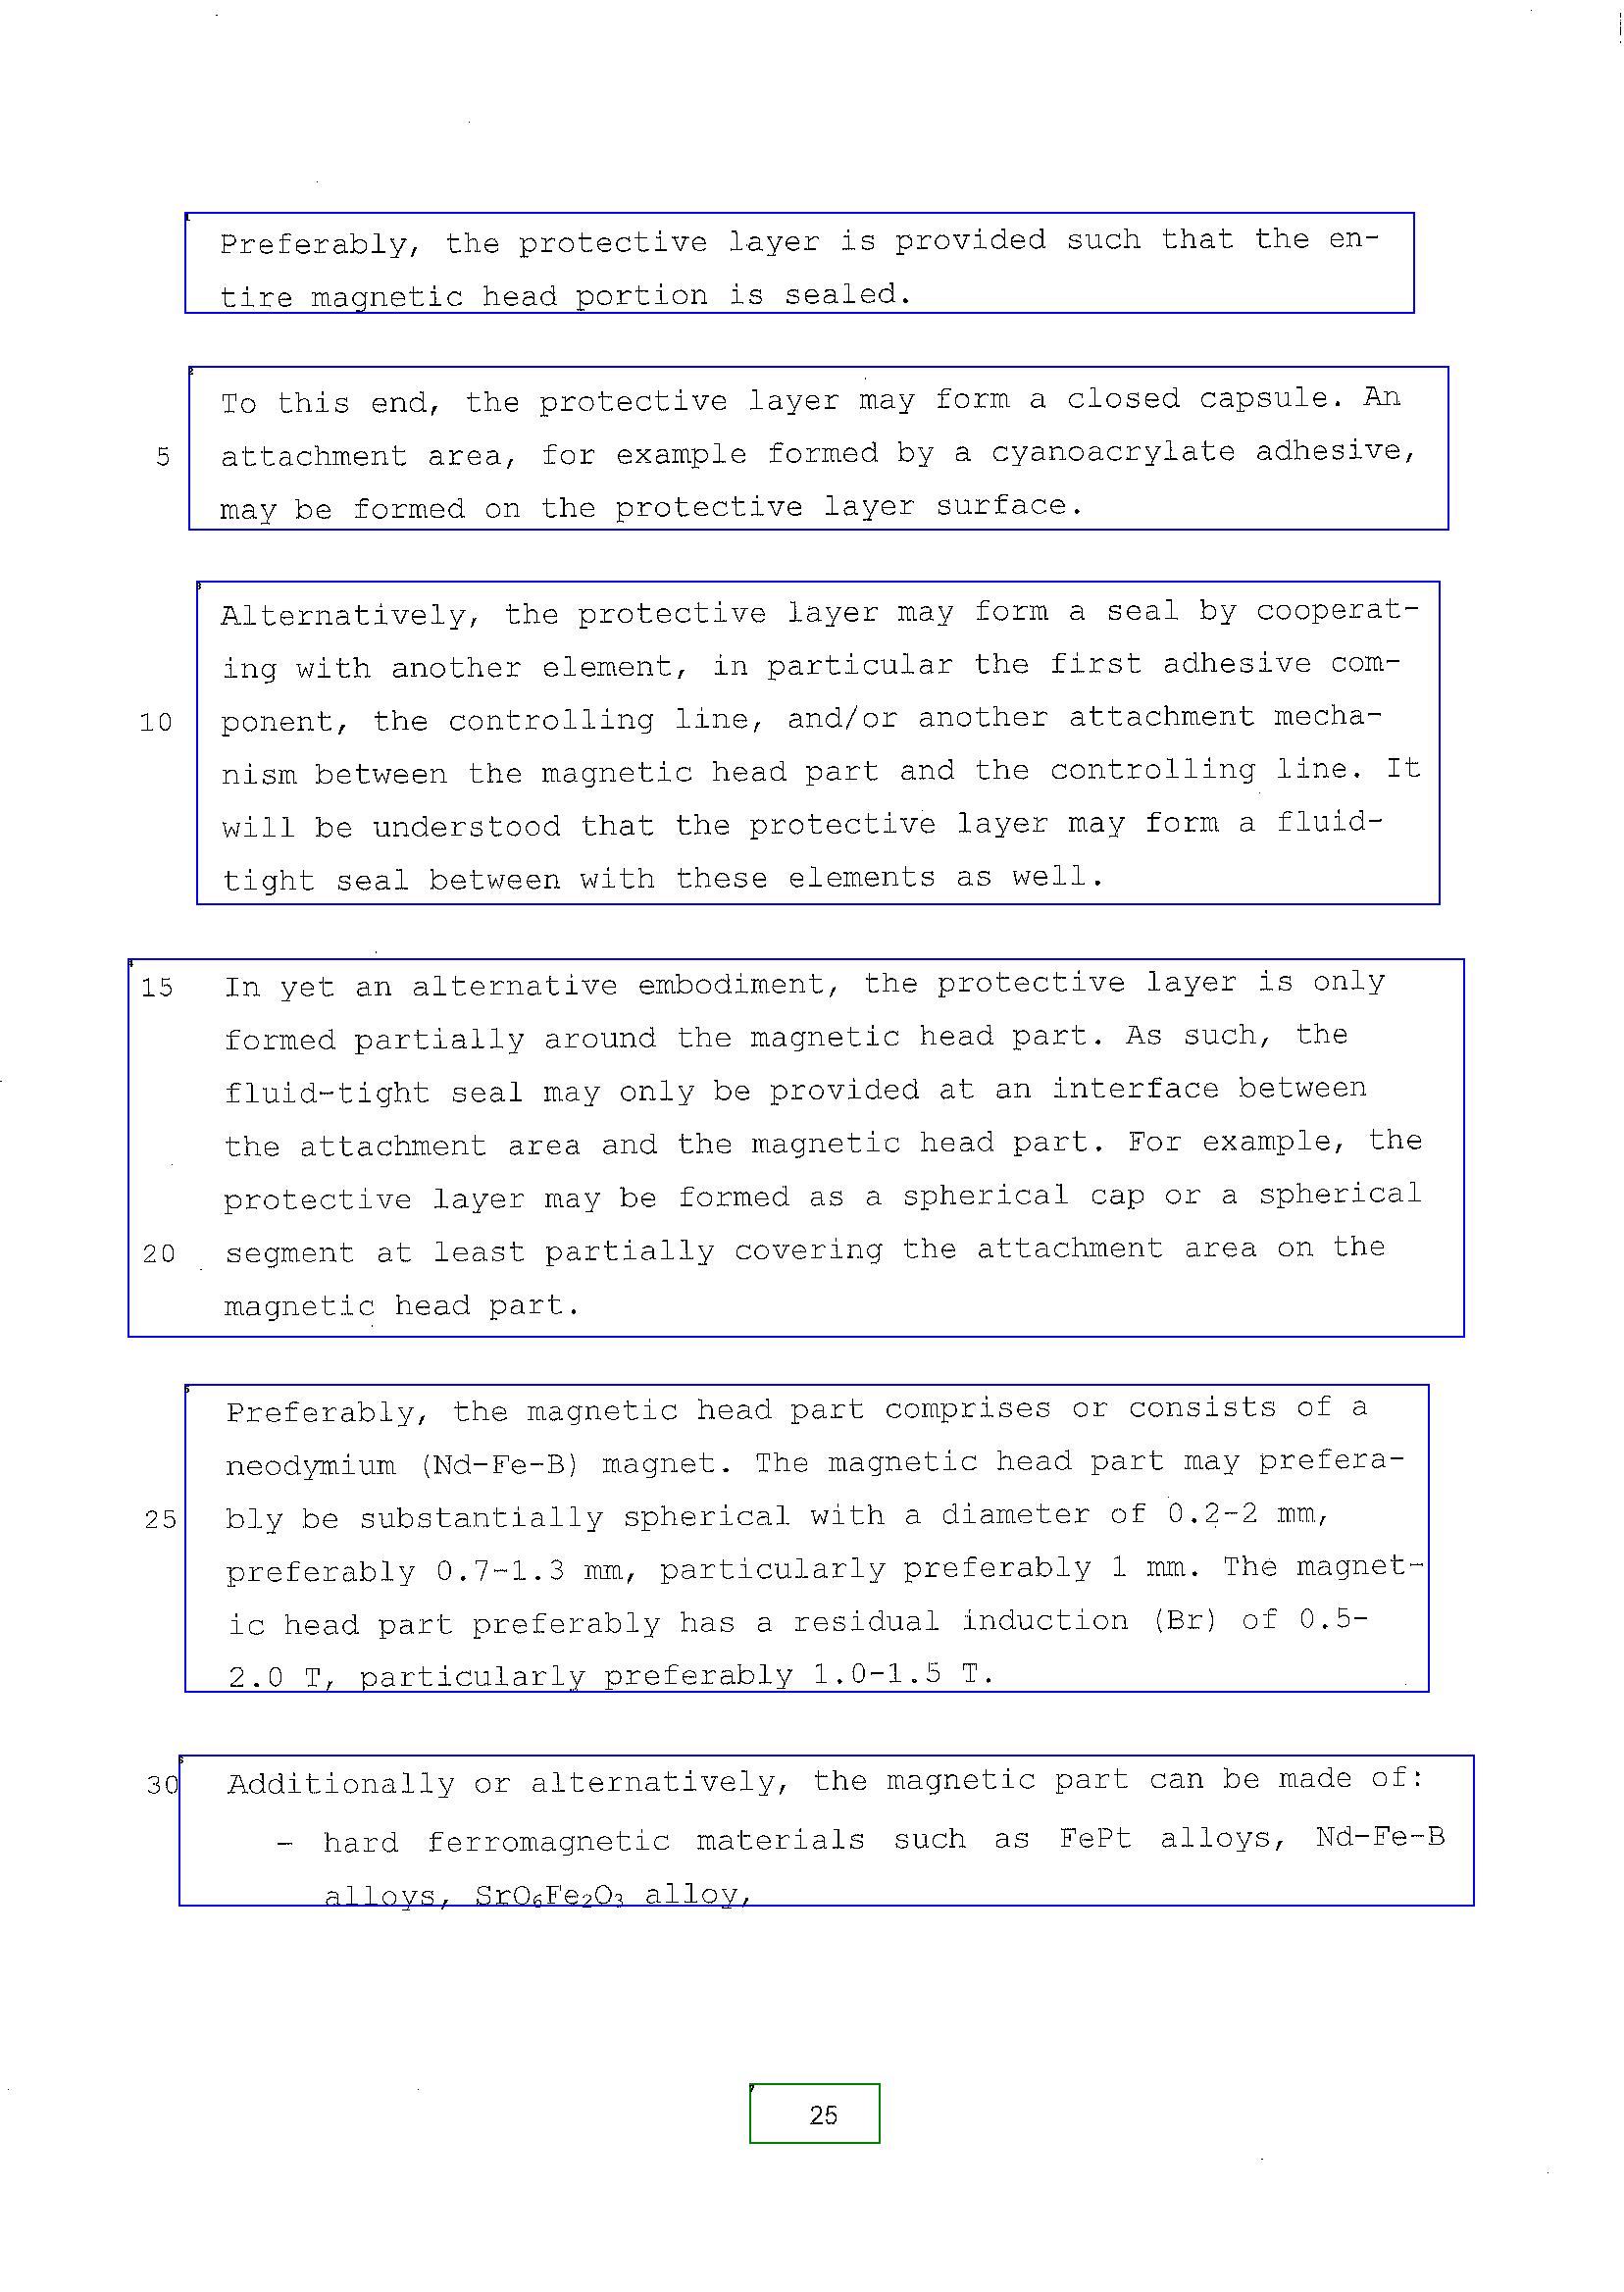 Preferably, the protective layer is provided such that the en-
tire magnetic head portion is sealed.
To this end, the protective layer may form a closed capsule. An
5 attachment area, for example formed by a cyanoacrylate adhesive,
may be formed on the protective layer surface.
Alternatively, the protective layer may form a seal by cooperat-
ing with another element, in particular the first adhesive com-
10 ponent, the controlling line, and/or another attachment mecha-
nism between the magnetic head part and the controlling line. It
will be understood that the protective layer may form a fluid-
tight seal between with these elements as well.
15 In yet an alternative embodiment, the protective layer is only
formed partially around the magnetic head part. As such, the
fluid-tight seal may only be provided at an interface between
the attachment area and the magnetic head part. For example, the
protective layer may be formed as a spherical cap or a spherical
20 segment at least partially covering the attachment area on the
magnetic head part.
Preferably, the magnetic head part comprises or consists of a
neodymium (Nd-Fe-B) magnet. The magnetic head part may prefera-
25 bly be substantially spherical with a diameter of 0.2-2 mm,
preferably 0.7-1.3 mm, particularly preferably 1 mm. The magnet-
ic head part preferably has a residual induction (Br) of 0.5-
2.0 T, particularly preferably 1.0-1.5 T.
30 Additionally or alternatively, the magnetic part can be made of:
- hard ferromagnetic materials such as FePt alloys, Nd-Fe-B
alloys, SrO₆Fe₂O₃ alloy,
25